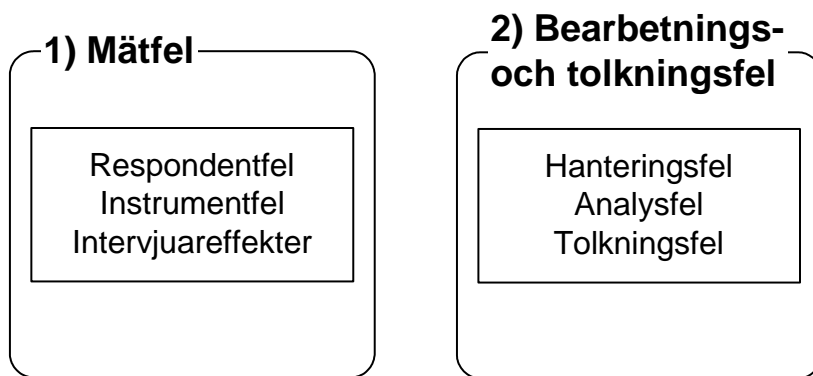 1) Mätfel
Respondentfel
Instrumentfel
Intervjuareffekter
2) Bearbetnings-
och tolkningsfel
Hanteringsfel
Analysfel
Tolkningsfel